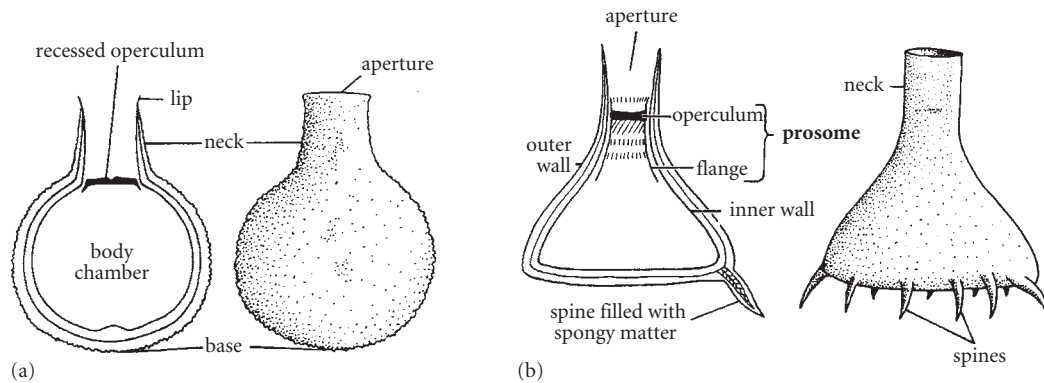 recessed operculum
aperture
lip
neck
body
chamber
base
(a)
aperture
neck
operculum
prosome
outer
wall
flange
inner wall
spine filled with
spongy matter
spines
(b)